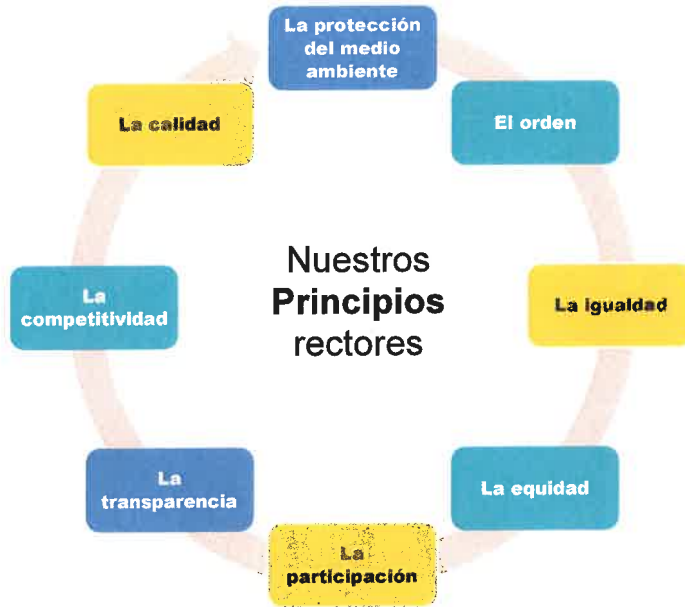 La protección
del medio
ambiente
El orden
La igualdad
La equidad
La
participación
La
transparencia
La
competitividad
La calidad
Nuestros
Principios
rectores